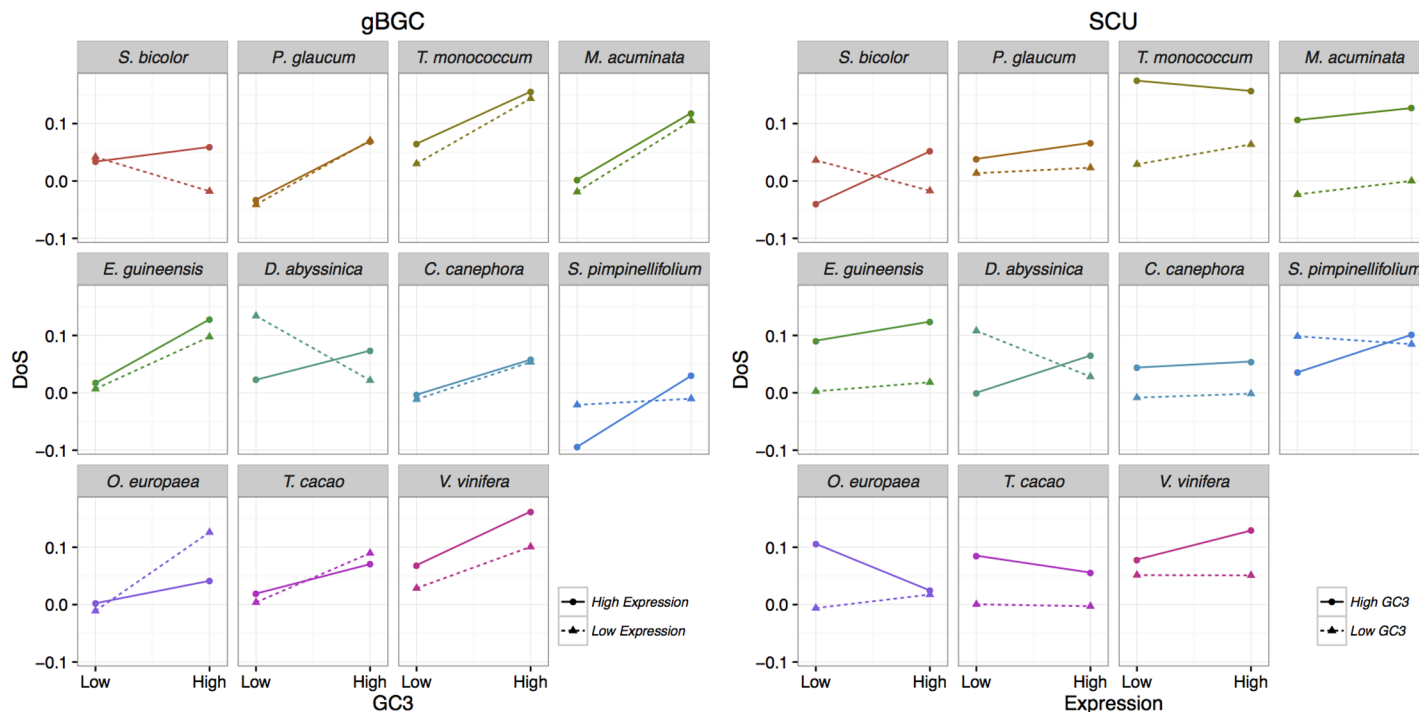 gBGC
S. bicolor
P. glaucum
T. monococcum
M. acuminata
0.1
0.0
−0.1
E. guineensis
D. abyssinica
C. canephora
S. pimpinellifolium
0.1
0.0
−0.1
DoS
O. europaea
T. cacao
V. vinifera
0.1
0.0
−0.1
High Expression
Low Expression
Low High
Low High
Low High
GC3
SCU
S. bicolor
P. glaucum
T. monococcum
M. acuminata
0.1
0.0
−0.1
E. guineensis
D. abyssinica
C. canephora
S. pimpinellifolium
0.1
0.0
−0.1
DoS
O. europaea
T. cacao
V. vinifera
0.1
0.0
−0.1
High GC3
Low GC3
Low High
Low High
Low High
Expression